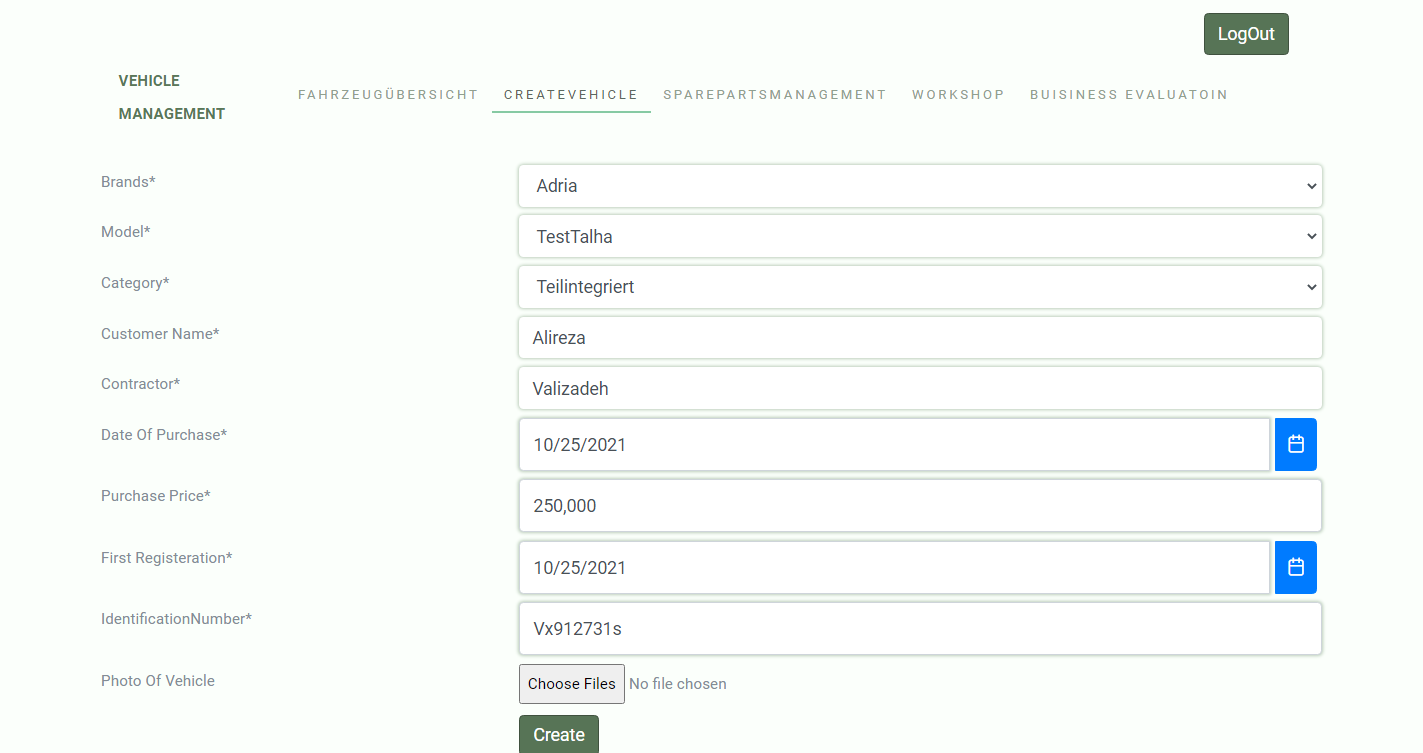 LogOut
VEHICLE
MANAGEMENT
FAHRZEUGÜBERSICHT CREATEVEHICLE SPAREPARTSMANAGEMENT WORKSHOP BUISINESS EVALUATOIN
Brands* Adria
Model* TestTalha
Category* Teilintegriert
Customer Name* Alireza
Contractor* Valizadeh
Date Of Purchase* 10/25/2021
Purchase Price* 250,000
First Registeration* 10/25/2021
IdentificationNumber* Vx912731s
Photo Of Vehicle Choose Files No file chosen
Create